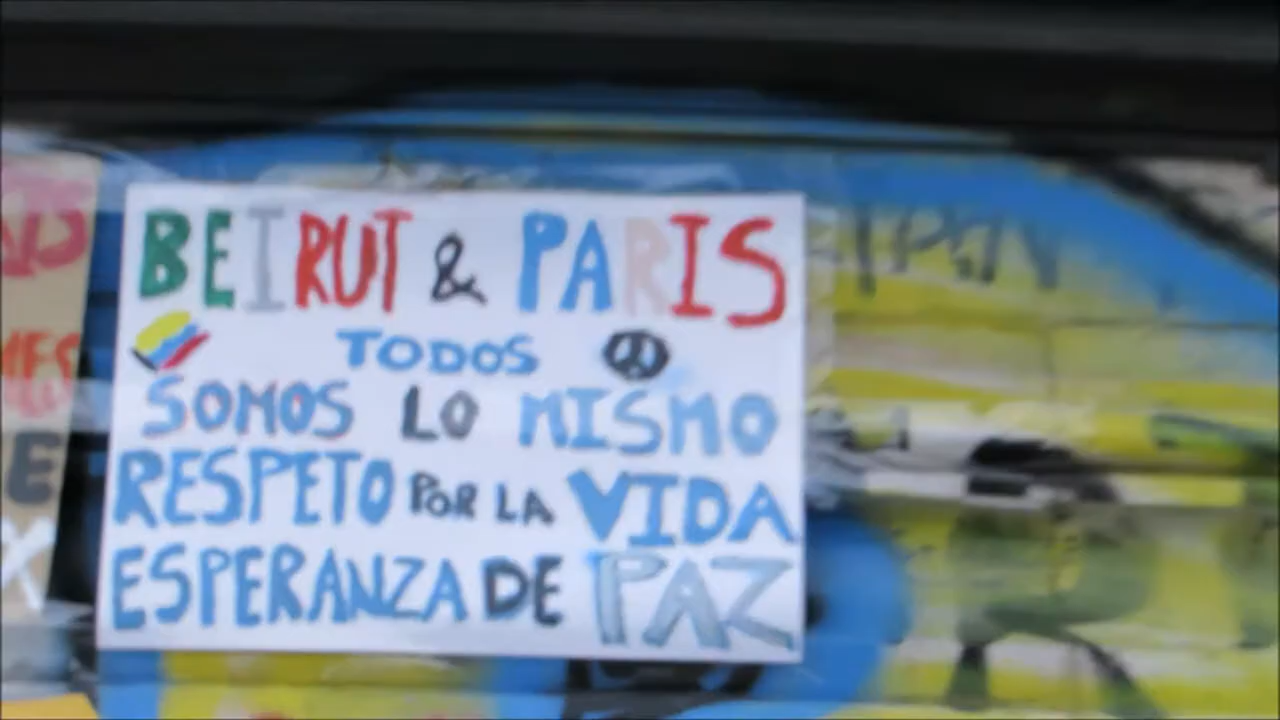 BEIRUT & PARIS
TODOS
SOMOS LO MISMO
RESPETO POR LA VIDA
ESPERANZA DE PAZ